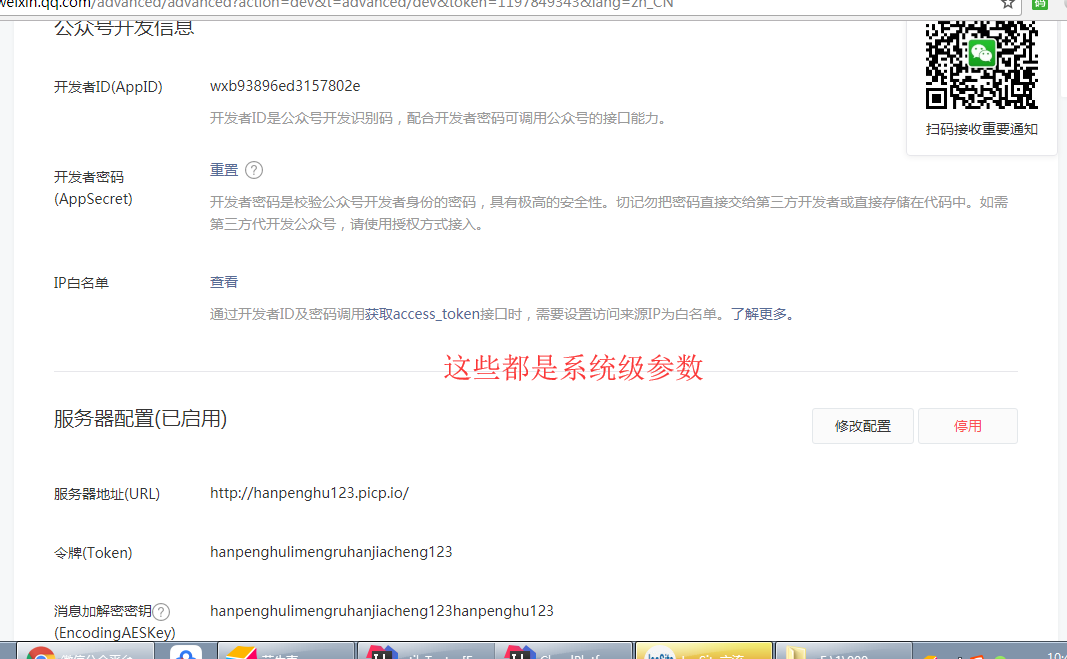 weixin.qq.com/advanced/advanced?action=dev&t=advanced/dev&token=1197849343&lang=zh_CN
码
公众号开发信息
扫码接收重要通知
开发者ID(AppID)
wxb93896ed3157802e
开发者ID是公众号开发识别码，配合开发者密码可调用公众号的接口能力。
开发者密码
(AppSecret)
重置 ?
开发者密码是校验公众号开发者身份的密码，具有极高的安全性。切记勿把密码直接交给第三方开发者或直接存储在代码中。如需
第三方代开发公众号，请使用授权方式接入。
IP白名单
查看
通过开发者ID及密码调用获取access_token接口时，需要设置访问来源IP为白名单。了解更多。
这些都是系统级参数
服务器配置(已启用)
修改配置
停用
服务器地址(URL)
http://hanpenghu123.picp.io/
令牌(Token)
hanpenghulimengruhanjiacheng123
消息加解密密钥 ?
(EncodingAESKey)
hanpenghulimengruhanjiacheng123hanpenghu123